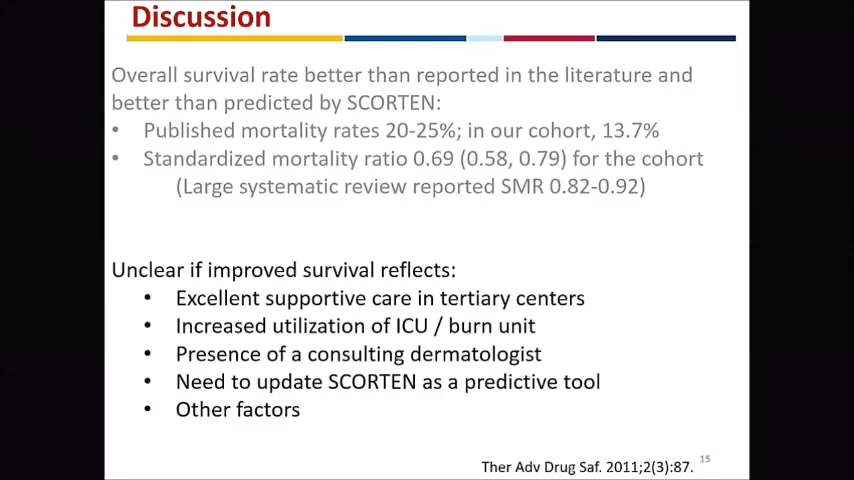 Discussion
Overall survival rate better than reported in the literature and
better than predicted by SCORTEN:
• Published mortality rates 20-25%; in our cohort, 13.7%
• Standardized mortality ratio 0.69 (0.58, 0.79) for the cohort
(Large systematic review reported SMR 0.82-0.92)
Unclear if improved survival reflects:
• Excellent supportive care in tertiary centers
• Increased utilization of ICU / burn unit
• Presence of a consulting dermatologist
• Need to update SCORTEN as a predictive tool
• Other factors
Ther Adv Drug Saf. 2011;2(3):87.
15